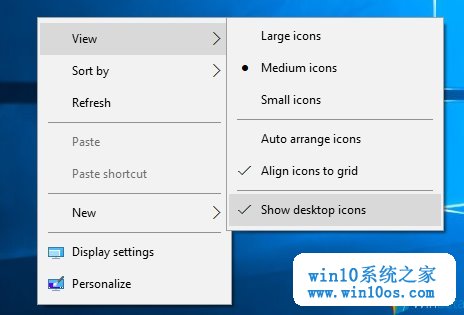 View
Sort by
Refresh
Paste
Paste shortcut
New
Display settings
Personalize
Large icons
Medium icons
Small icons
Auto arrange icons
Align icons to grid
Show desktop icons
win10系统之家
www.win10os.com